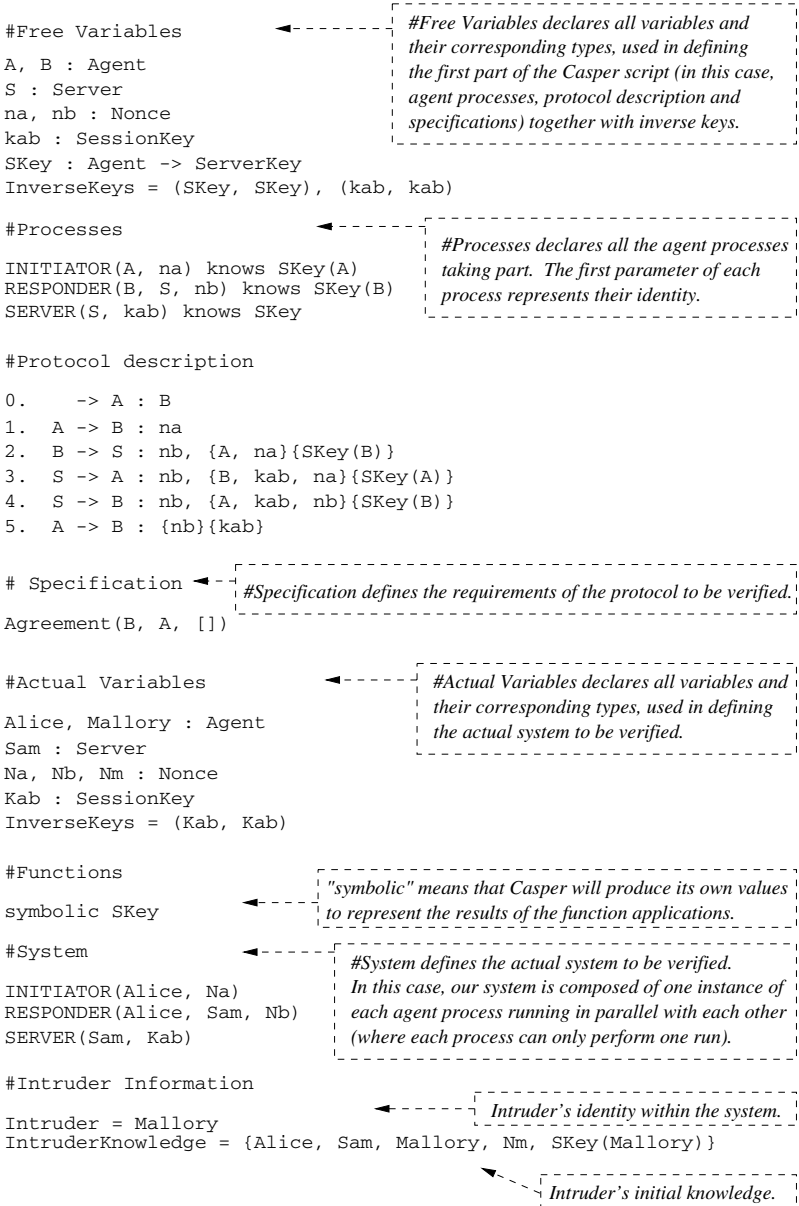 #Free Variables
#Free Variables declares all variables and
their corresponding types, used in defining
the first part of the Casper script (in this case,
agent processes, protocol description and
specifications) together with inverse keys.
A, B : Agent
S : Server
na, nb : Nonce
kab : SessionKey
SKey : Agent -> ServerKey
InverseKeys = (SKey, SKey), (kab, kab)
#Processes
#Processes declares all the agent processes
taking part. The first parameter of each
process represents their identity.
INITIATOR(A, na) knows SKey(A)
RESPONDER(B, S, nb) knows SKey(B)
SERVER(S, kab) knows SKey
#Protocol description
0. -> A : B
1. A -> B : na
2. B -> S : nb, {A, na}{SKey(B)}
3. S -> A : nb, {B, kab, na}{SKey(A)}
4. S -> B : nb, {A, kab, nb}{SKey(B)}
5. A -> B : {nb}{kab}
# Specification
#Specification defines the requirements of the protocol to be verified.
Agreement(B, A, [])
#Actual Variables
#Actual Variables declares all variables and
their corresponding types, used in defining
the actual system to be verified.
Alice, Mallory : Agent
Sam : Server
Na, Nb, Nm : Nonce
Kab : SessionKey
InverseKeys = (Kab, Kab)
#Functions
"symbolic" means that Casper will produce its own values
to represent the results of the function applications.
symbolic SKey
#System
#System defines the actual system to be verified.
In this case, our system is composed of one instance of
each agent process running in parallel with each other
(where each process can only perform one run).
INITIATOR(Alice, Na)
RESPONDER(Alice, Sam, Nb)
SERVER(Sam, Kab)
#Intruder Information
Intruder's identity within the system.
Intruder = Mallory
IntruderKnowledge = {Alice, Sam, Mallory, Nm, SKey(Mallory)}
Intruder's initial knowledge.